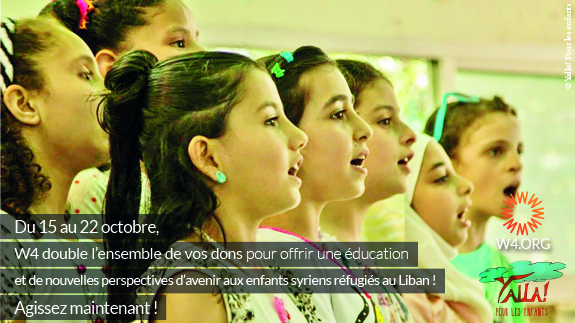 © Yalla! Pour les enfants
Du 15 au 22 octobre,
W4 double l'ensemble de vos dons pour offrir une éducation
et de nouvelles perspectives d'avenir aux enfants syriens réfugiés au Liban !
Agissez maintenant !
W4.ORG
YALLA!
POUR LES ENFANTS